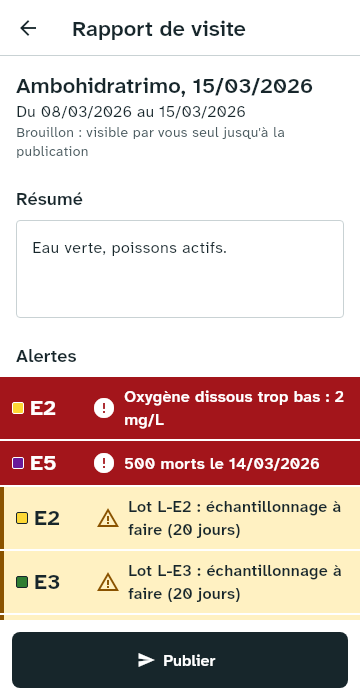 Rapport de visite
Ambohidratrimo, 15/03/2026
Du 08/03/2026 au 15/03/2026
Brouillon : visible par vous seul jusqu'à la
publication
Résumé
Eau verte, poissons actifs.
Alertes
E2
Oxygène dissous trop bas : 2
mg/L
E5
500 morts le 14/03/2026
E2
Lot L-E2 : échantillonnage à
faire (20 jours)
E3
Lot L-E3 : échantillonnage à
faire (20 jours)
Publier